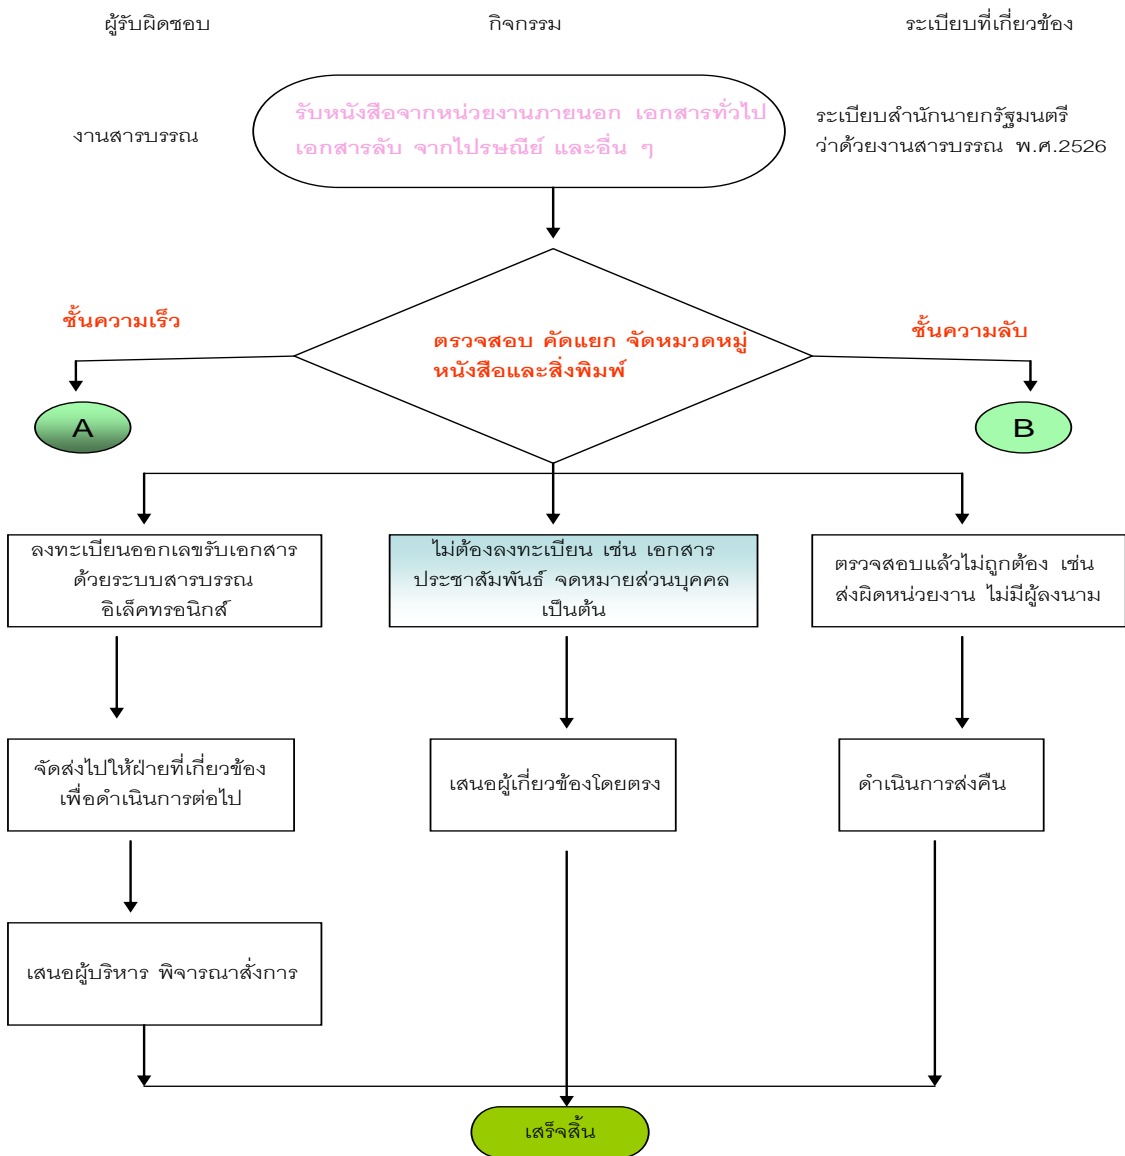 ผู้รับผิดชอบ
กิจกรรม
ระเบียบที่เกี่ยวข้อง
งานสารบรรณ
รับหนังสือจากหน่วยงานภายนอก เอกสารทั่วไป
เอกสารลับ จากไปรษณีย์ และอื่น ๆ
ระเบียบสำนักนายกรัฐมนตรี
ว่าด้วยงานสารบรรณ พ.ศ.2526
ชั้นความเร็ว
ตรวจสอบ คัดแยก จัดหมวดหมู่
หนังสือและสิ่งพิมพ์
ชั้นความลับ
A
B
ลงทะเบียนออกเลขรับเอกสาร
ด้วยระบบสารบรรณ
อิเล็คทรอนิกส์
ไม่ต้องลงทะเบียน เช่น เอกสาร
ประชาสัมพันธ์ จดหมายส่วนบุคคล
เป็นต้น
ตรวจสอบแล้วไม่ถูกต้อง เช่น
ส่งผิดหน่วยงาน ไม่มีผู้ลงนาม
จัดส่งไปให้ฝ่ายที่เกี่ยวข้อง
เพื่อดำเนินการต่อไป
เสนอผู้เกี่ยวข้องโดยตรง
ดำเนินการส่งคืน
เสนอผู้บริหาร พิจารณาสั่งการ
เสร็จสิ้น